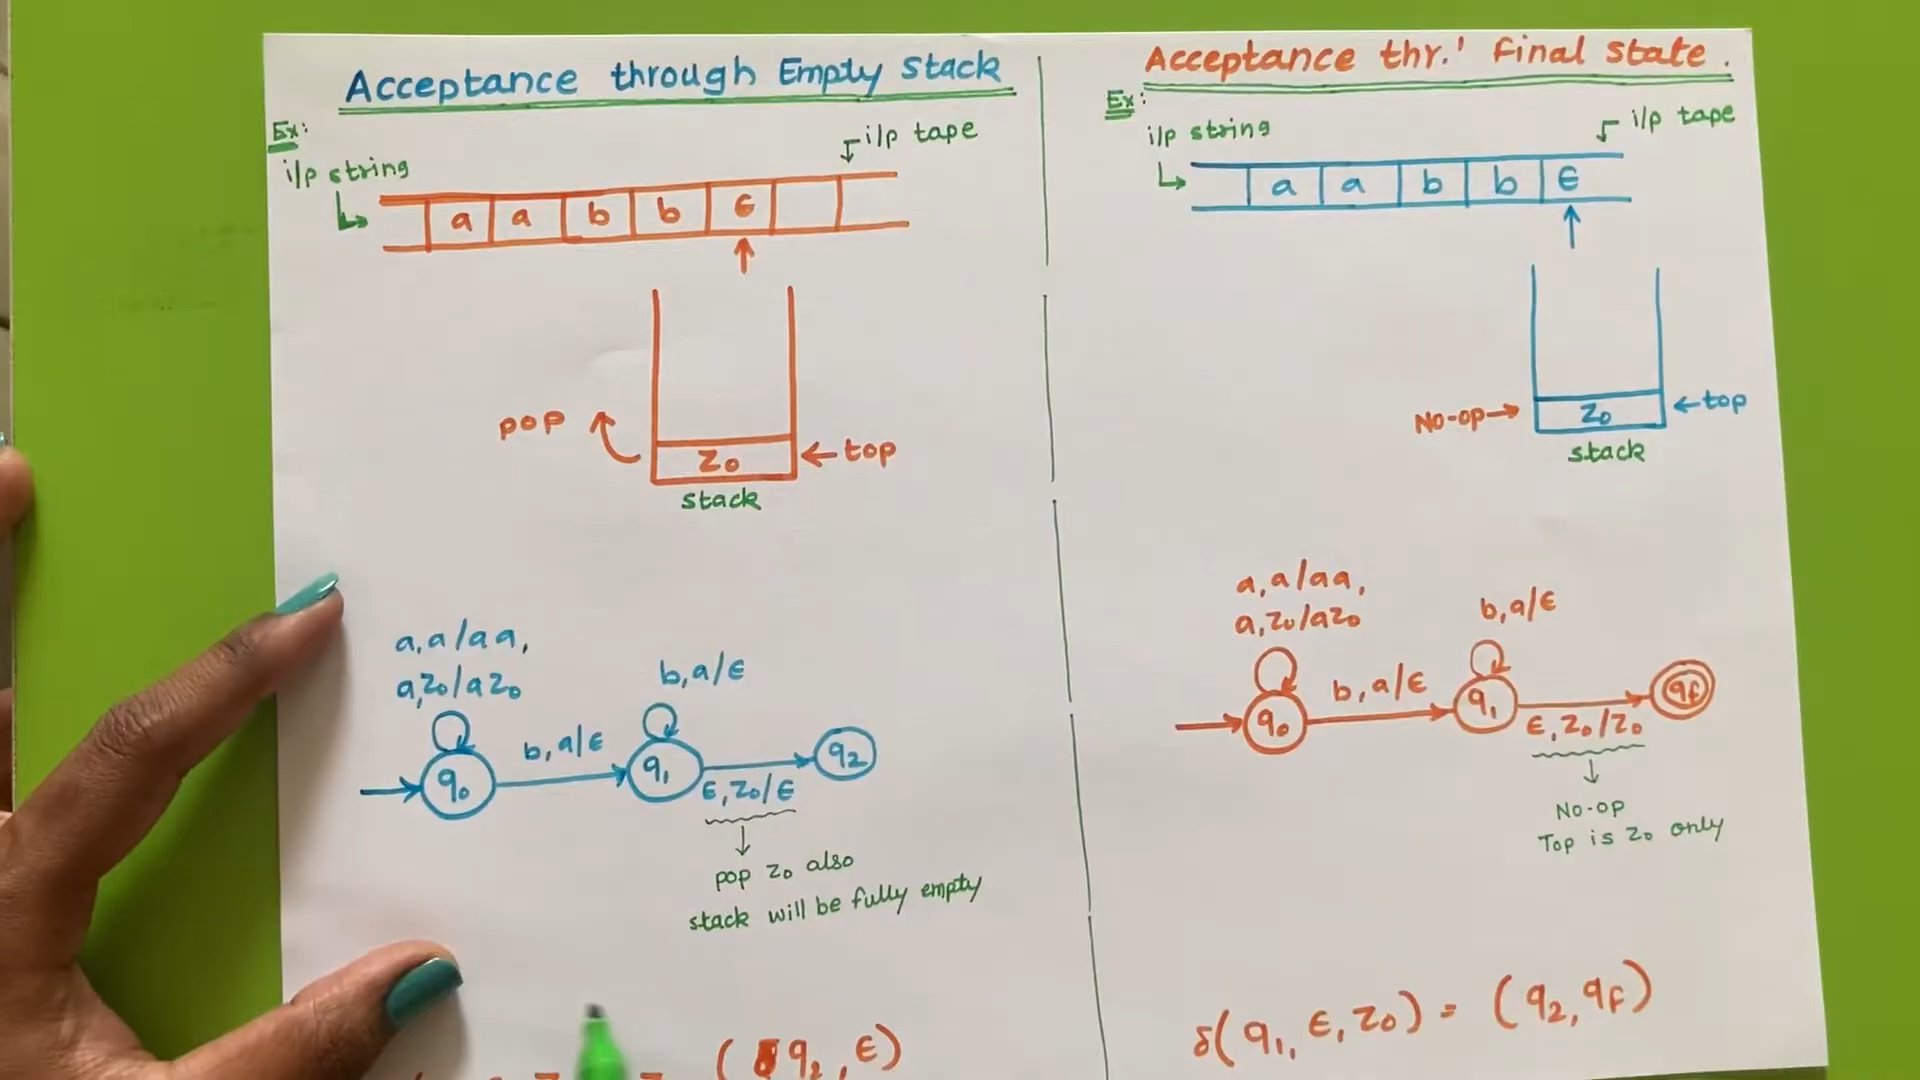 Acceptance through Empty Stack
Ex:
i/p string
i/p tape
a a b b ϵ
pop
Z0
←top
stack
a,a/aa,
a,Z0/aZ0
b,a/ϵ
b,a/ϵ
q0
q1
q2
ϵ,Z0/ϵ
pop Z0 also
stack will be fully empty
(q2,ϵ)
Acceptance thr.' Final State.
Ex:
i/p string
i/p tape
a a b b ϵ
No-op→
Z0
←top
stack
a,a/aa,
a,Z0/aZ0
b,a/ϵ
b,a/ϵ
q0
q1
qf
ϵ,Z0/Z0
No-op
Top is Z0 only
δ(q1,ϵ,Z0) = (q2,qf)